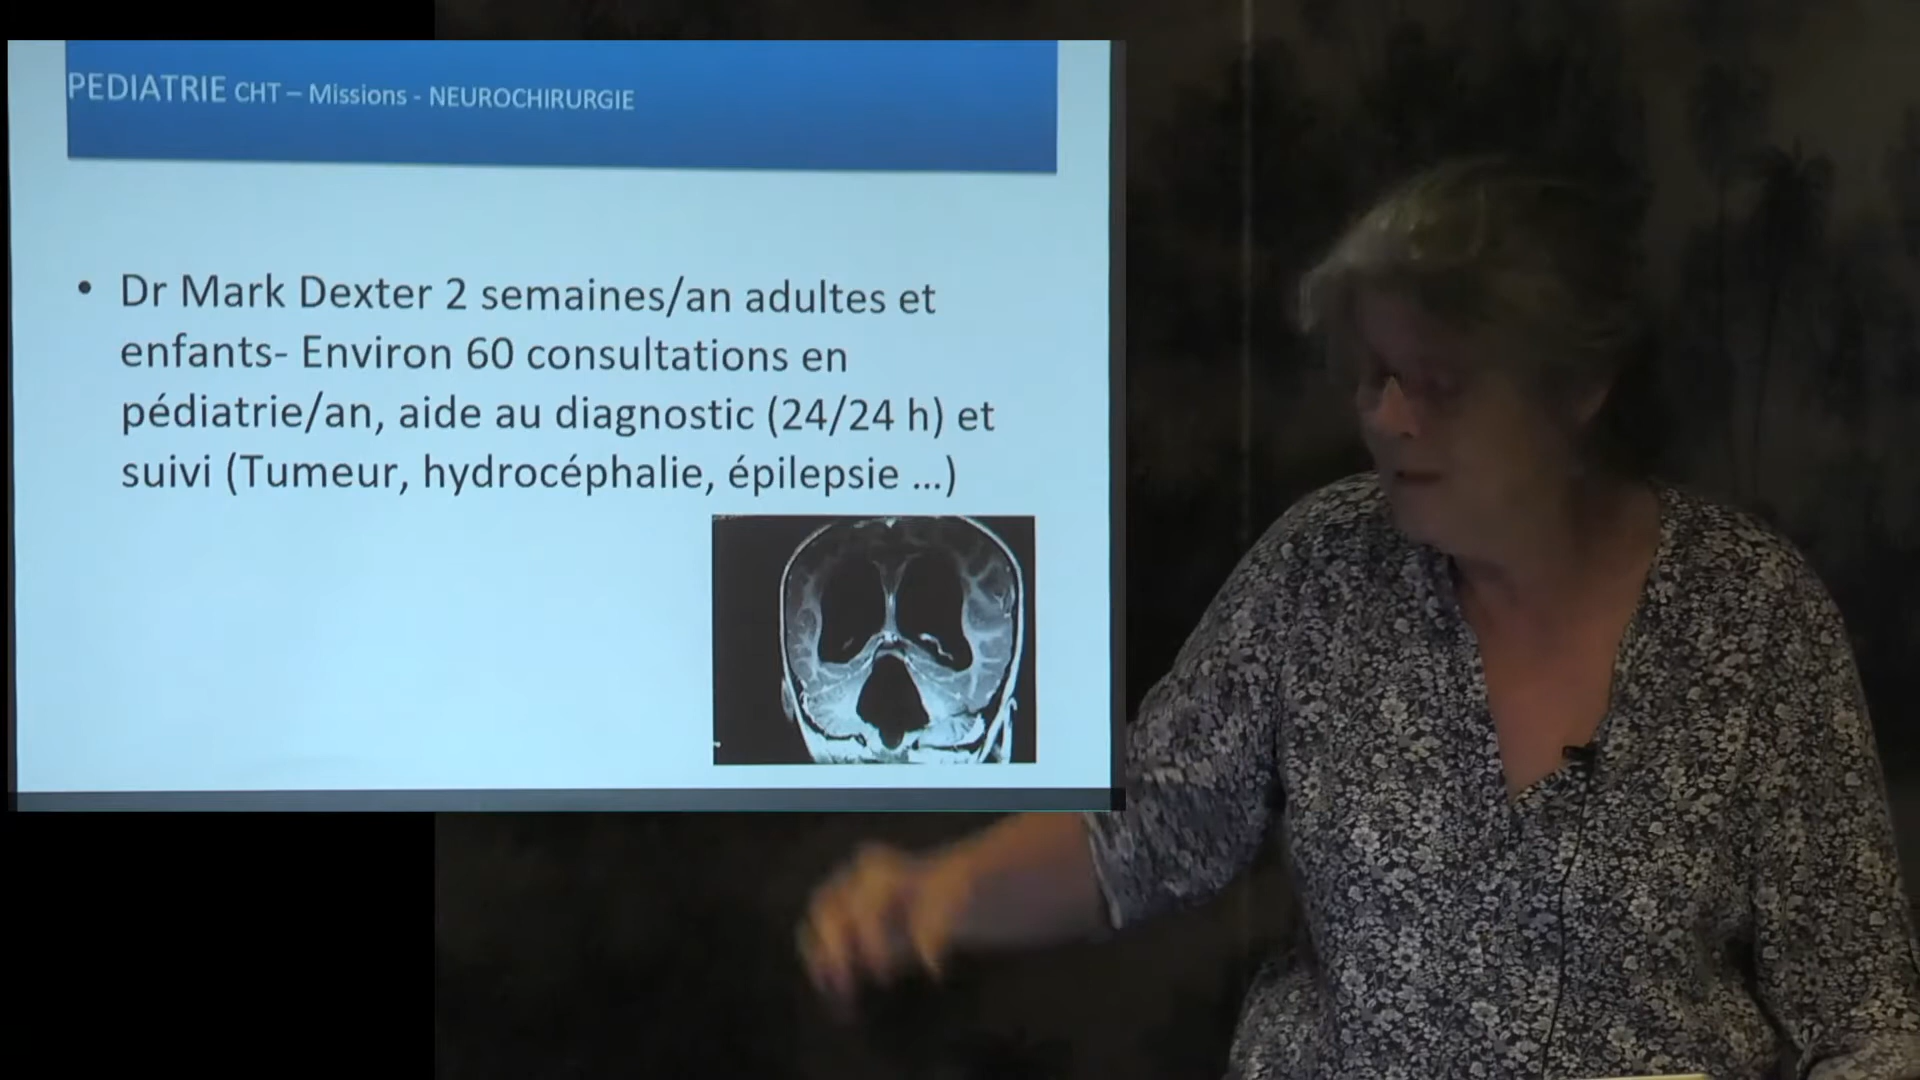 PEDIATRIE CHT – Missions - NEUROCHIRURGIE
• Dr Mark Dexter 2 semaines/an adultes et
enfants- Environ 60 consultations en
pédiatrie/an, aide au diagnostic (24/24 h) et
suivi (Tumeur, hydrocéphalie, épilepsie ...)